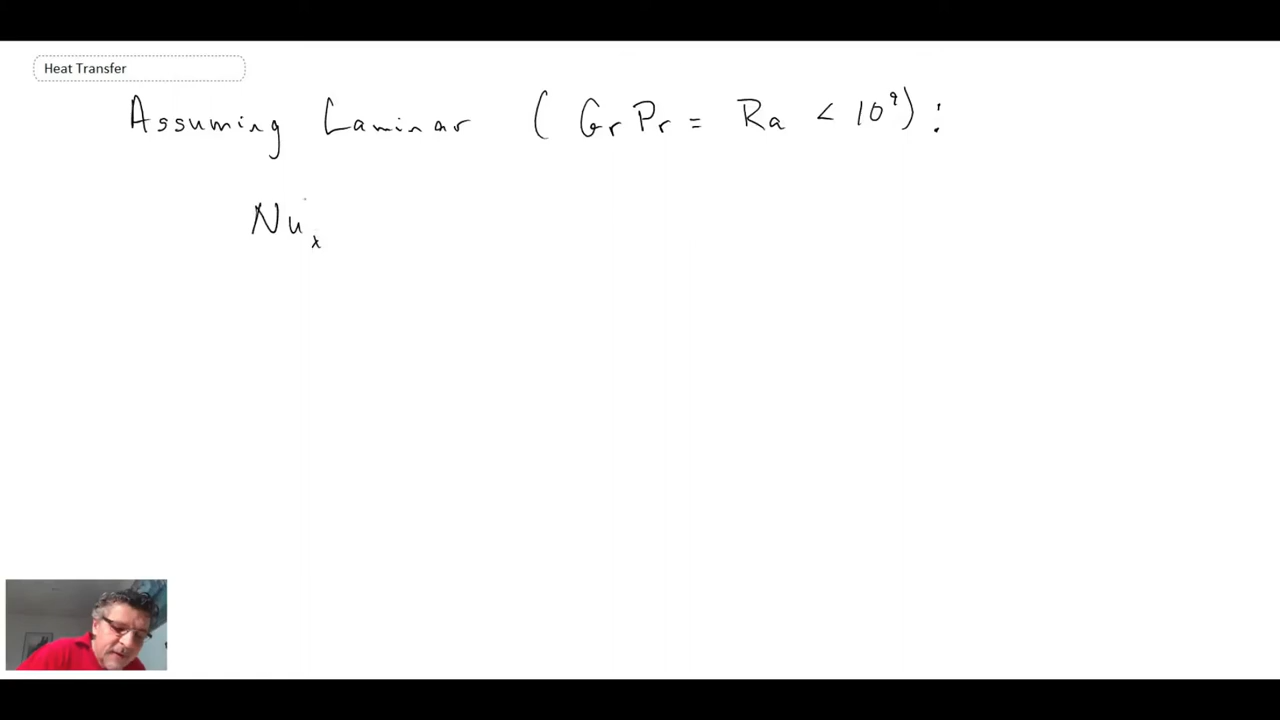 Heat Transfer
Assuming Laminar ( Gr Pr = Ra < 10⁹) :
Nuₓ